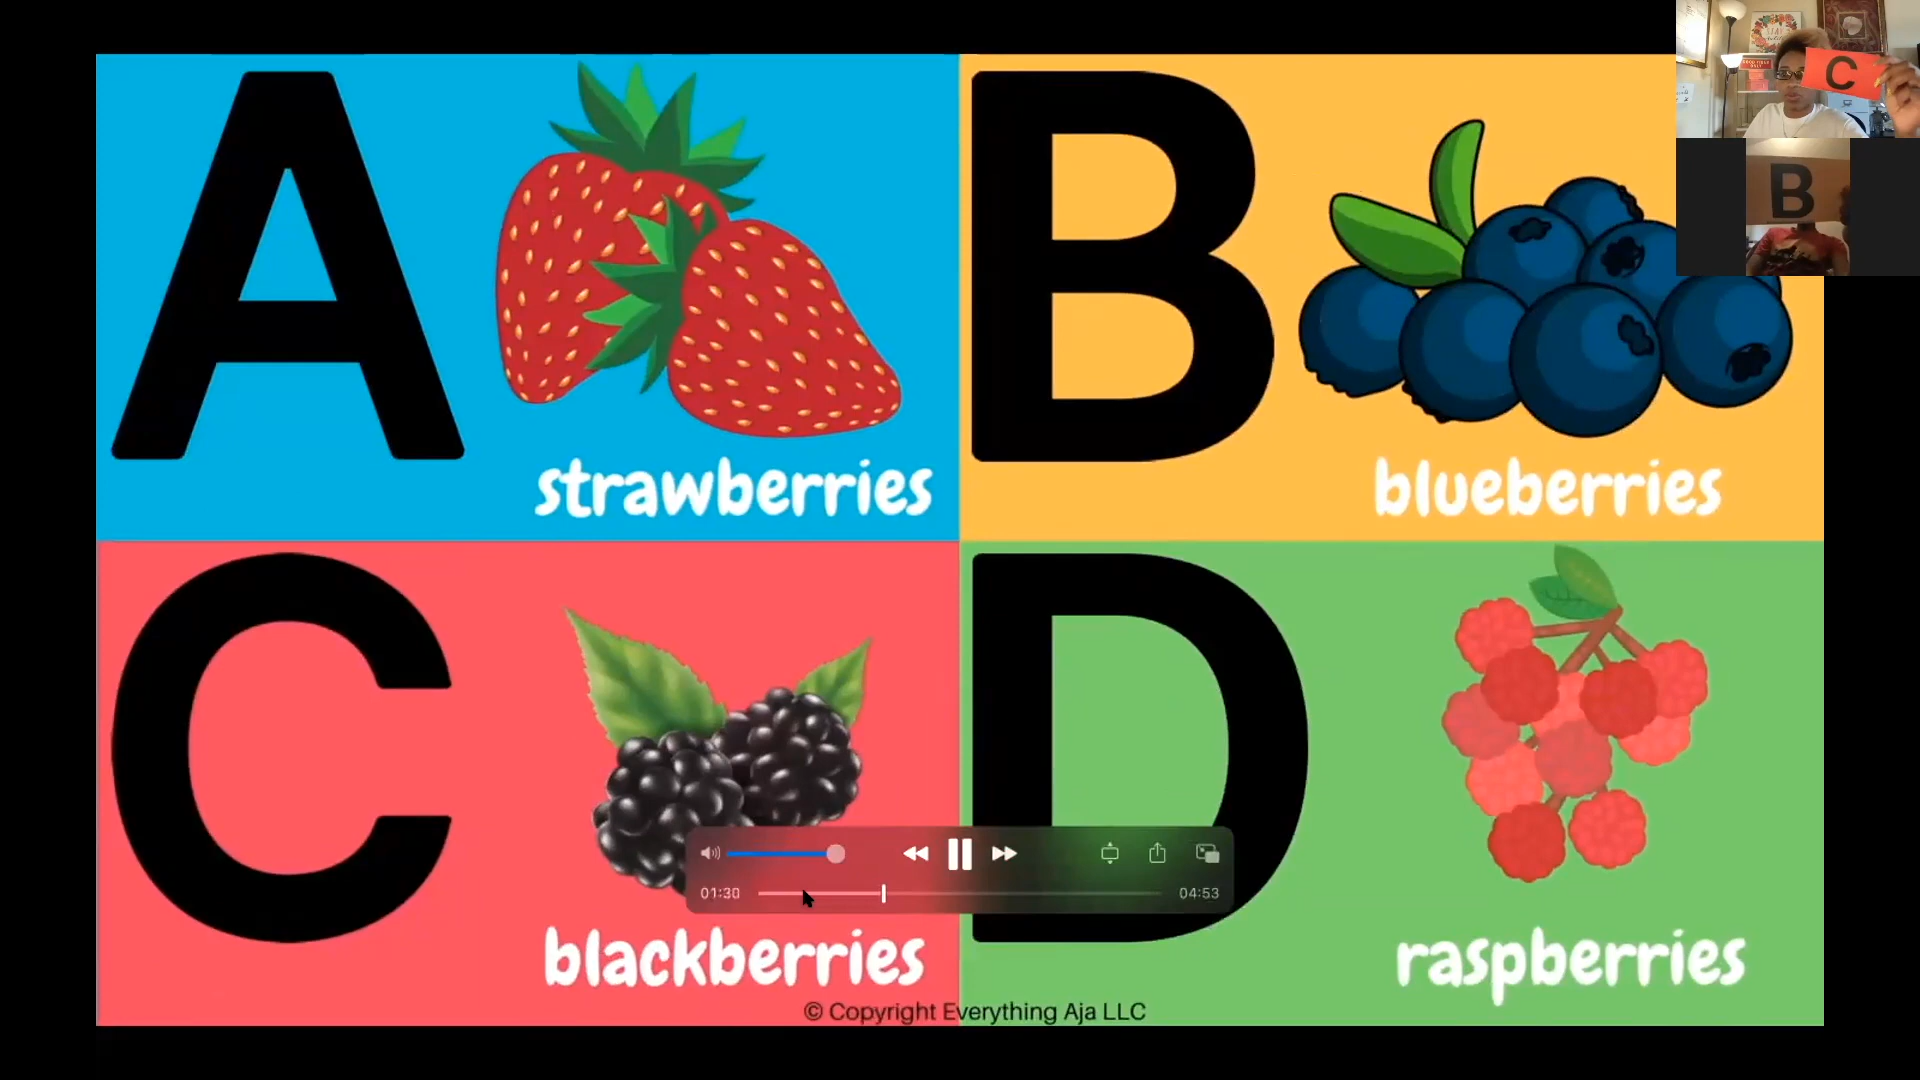 A
strawberries
B
blueberries
C
blackberries
D
raspberries
01:30
04:53
© Copyright Everything Aja LLC
C
B